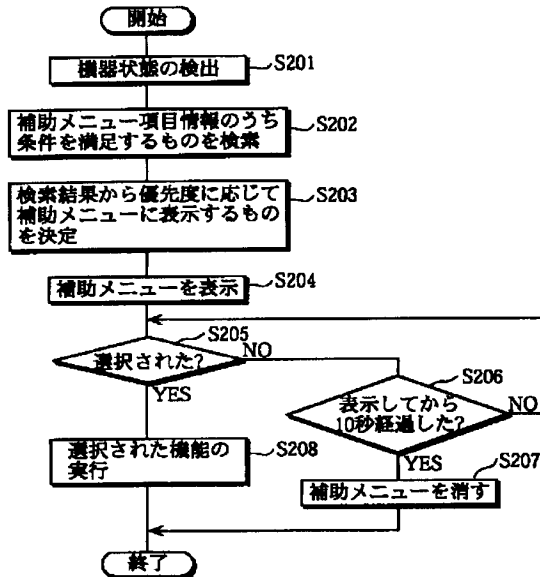 開始
機器状態の検出
S201
補助メニュー項目情報のうち
条件を満足するものを検索
S202
検索結果から優先度に応じて
補助メニューに表示するもの
を決定
S203
補助メニューを表示
S204
選択された?
S205
NO
YES
表示してから
10秒経過した?
S206
NO
YES
選択された機能の
実行
S208
補助メニューを消す
S207
終了